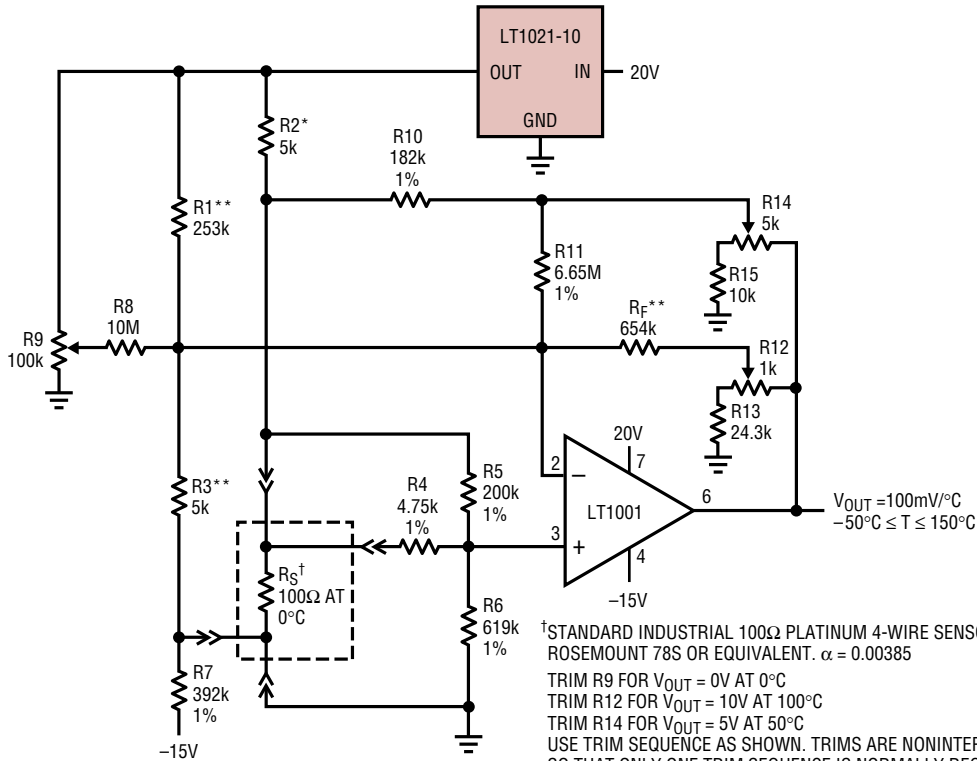 LT1021-10
OUT IN
20V
GND
R2*
5k
R10
182k
1%
R14
5k
R1**
253k
R11
6.65M
1%
R15
10k
R8
10M
RF**
654k
R9
100k
R12
1k
R13
24.3k
20V
7
R3**
5k
R4
4.75k
1%
R5
200k
1%
2
–
LT1001
6
VOUT =100mV/°C
–50°C ≤ T ≤ 150°C
3
+
4
–15V
RS†
100Ω AT
0°C
R6
619k
1%
R7
392k
1%
–15V
†STANDARD INDUSTRIAL 100Ω PLATINUM 4-WIRE
ROSEMOUNT 78S OR EQUIVALENT. α = 0.00385
TRIM R9 FOR VOUT = 0V AT 0°C
TRIM R12 FOR VOUT = 10V AT 100°C
TRIM R14 FOR VOUT = 5V AT 50°C
USE TRIM SEQUENCE AS SHOWN. TRIMS ARE